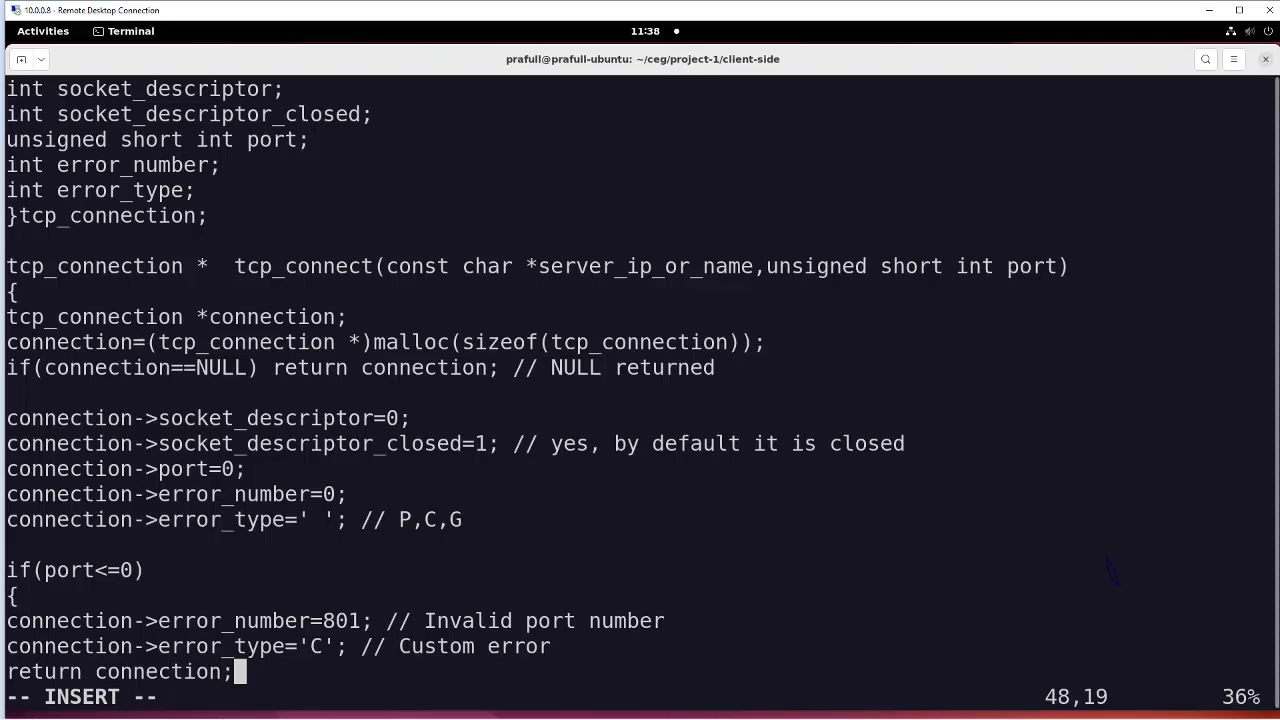 10.0.0.8 - Remote Desktop Connection
Activities Terminal 11:38
prafull@prafull-ubuntu: ~/ceg/project-1/client-side
int socket_descriptor;
int socket_descriptor_closed;
unsigned short int port;
int error_number;
int error_type;
}tcp_connection;
tcp_connection *  tcp_connect(const char *server_ip_or_name,unsigned short int port)
{
tcp_connection *connection;
connection=(tcp_connection *)malloc(sizeof(tcp_connection));
if(connection==NULL) return connection; // NULL returned
connection->socket_descriptor=0;
connection->socket_descriptor_closed=1; // yes, by default it is closed
connection->port=0;
connection->error_number=0;
connection->error_type=' '; // P,C,G
if(port<=0)
{
connection->error_number=801; // Invalid port number
connection->error_type='C'; // Custom error
return connection;
-- INSERT -- 48,19 36%